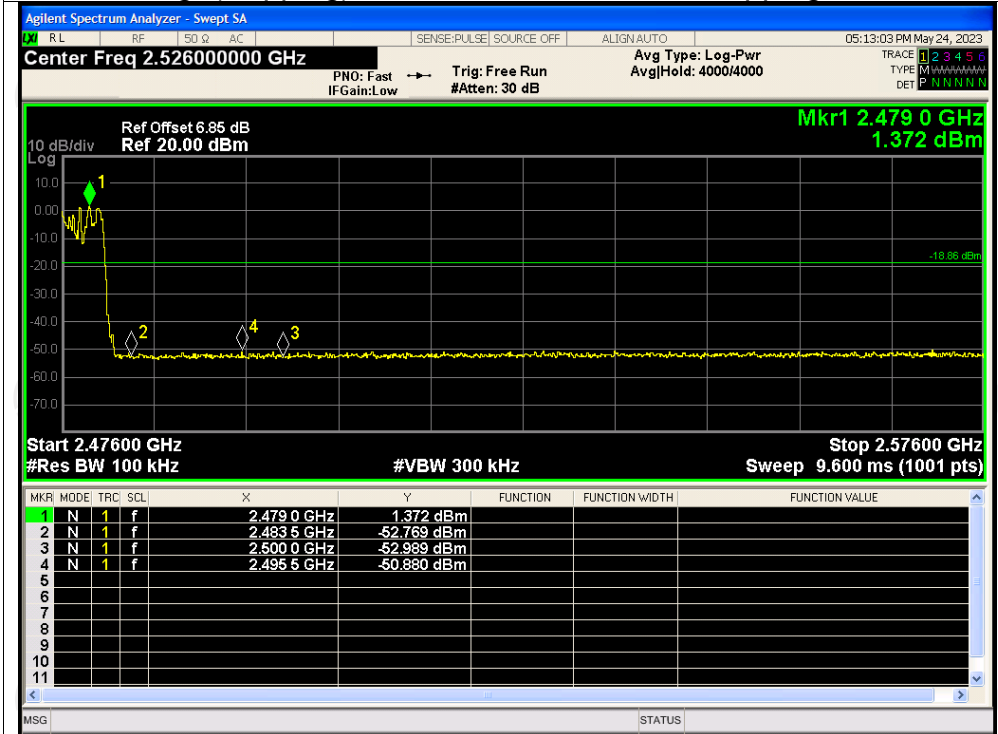 Agilent Spectrum Analyzer - Swept SA
LXI RL RF 50 Ω AC SENSE:PULSE SOURCE OFF ALIGN AUTO 05:13:03 PM May 24, 2023
Center Freq 2.526000000 GHz Avg Type: Log-Pwr TRACE 1 2 3 4 5 6
PNO: Fast Trig: Free Run Avg|Hold: 4000/4000 TYPE M
IFGain:Low #Atten: 30 dB DET P N N N N N
Mkr1 2.479 0 GHz
Ref Offset 6.85 dB
10 dB/div Ref 20.00 dBm 1.372 dBm
Log
10.0
1
0.00
-10.0
-20.0
-18.86 dBm
-30.0
-40.0
2 4 3
-50.0
-60.0
-70.0
Start 2.47600 GHz Stop 2.57600 GHz
#Res BW 100 kHz #VBW 300 kHz Sweep 9.600 ms (1001 pts)
MKR MODE TRC SCL X Y FUNCTION FUNCTION WIDTH FUNCTION VALUE
1 N 1 f 2.479 0 GHz 1.372 dBm
2 N 1 f 2.483 5 GHz -52.769 dBm
3 N 1 f 2.500 0 GHz -52.989 dBm
4 N 1 f 2.495 5 GHz -50.880 dBm
5
6
7
8
9
10
11
MSG STATUS